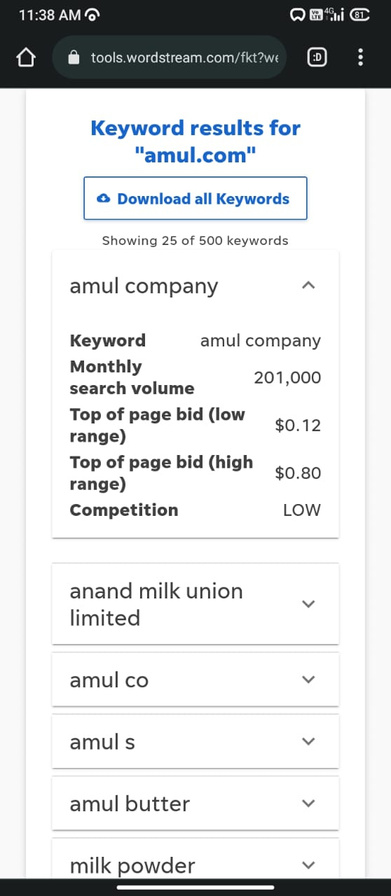 11:38 AM
4G
81
tools.wordstream.com/fkt?we
:D
Keyword results for
"amul.com"
Download all Keywords
Showing 25 of 500 keywords
amul company
Keyword amul company
Monthly
search volume 201,000
Top of page bid (low
range) $0.12
Top of page bid (high
range) $0.80
Competition LOW
anand milk union
limited
amul co
amul s
amul butter
milk powder